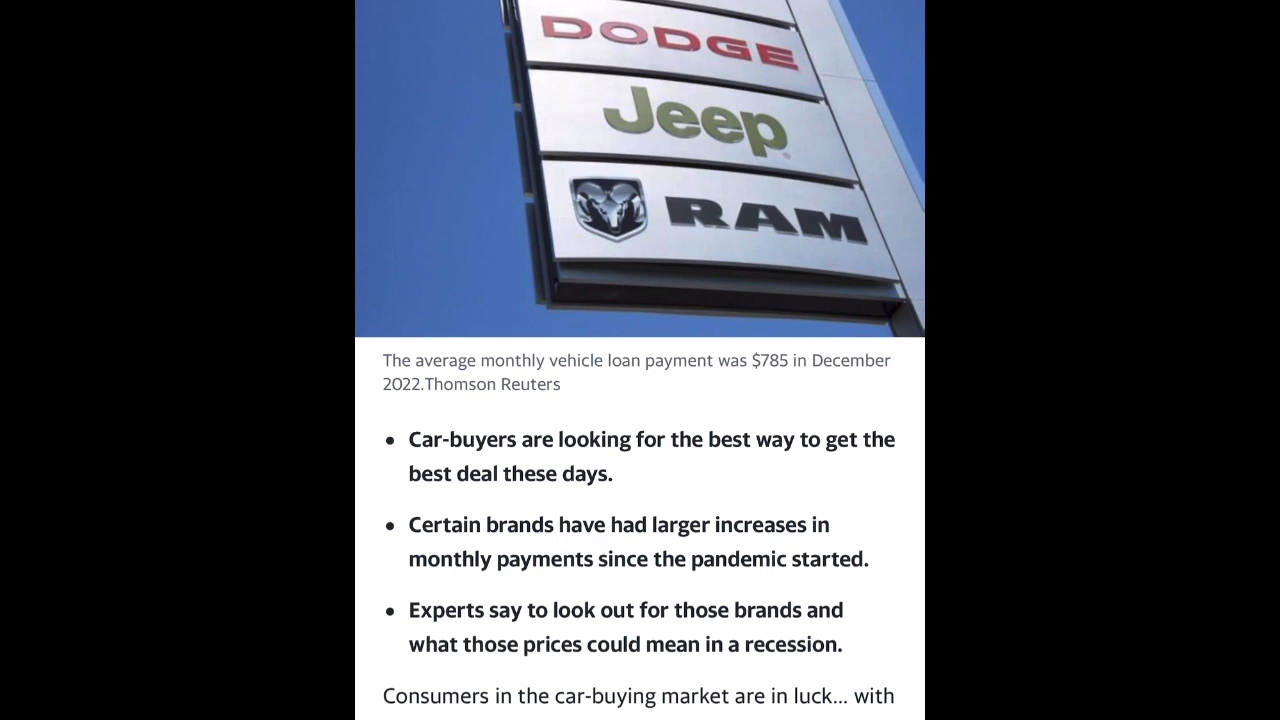 DODGE
Jeep
RAM
The average monthly vehicle loan payment was $785 in December
2022.Thomson Reuters
• Car-buyers are looking for the best way to get the
best deal these days.
• Certain brands have had larger increases in
monthly payments since the pandemic started.
• Experts say to look out for those brands and
what those prices could mean in a recession.
Consumers in the car-buying market are in luck... with